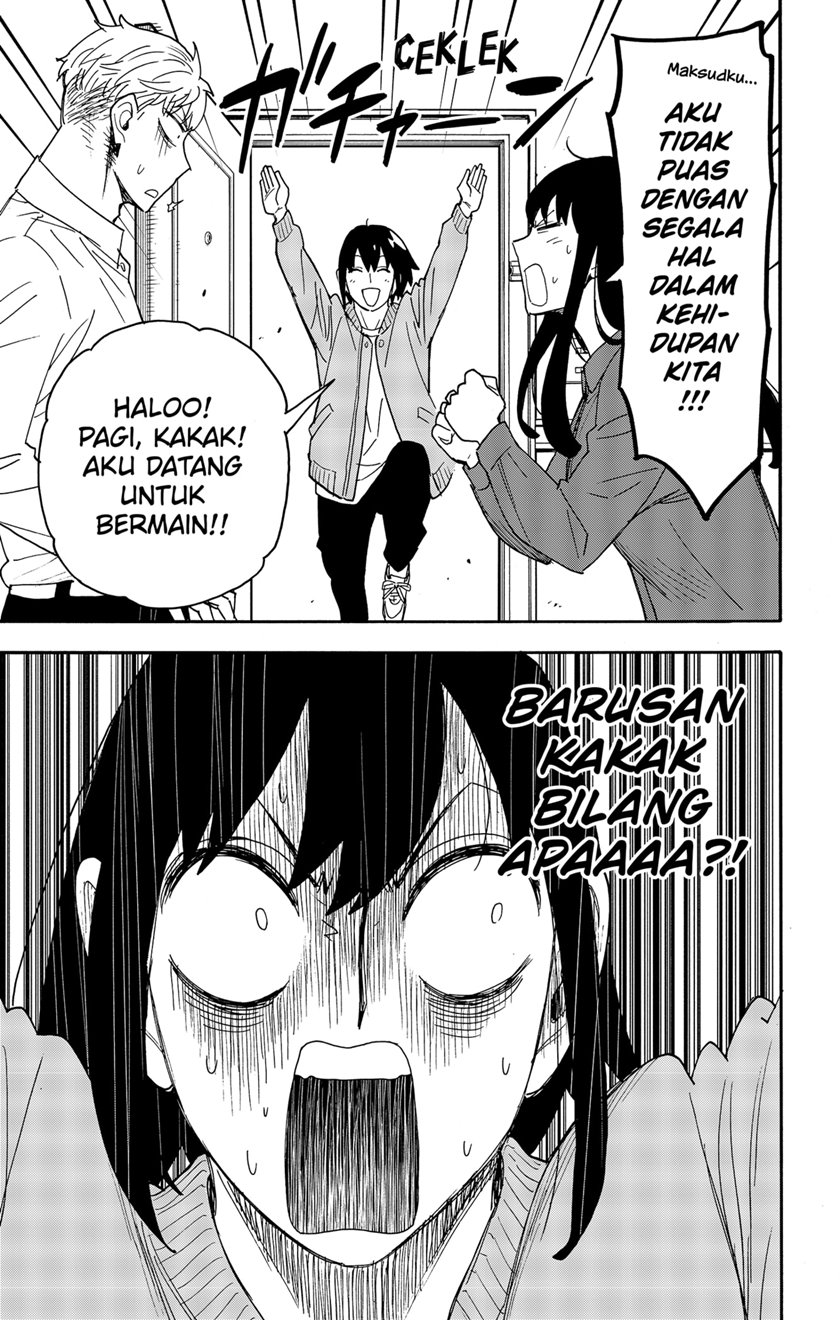 Maksudku...
AKU
TIDAK
PUAS
DENGAN
SEGALA
HAL
DALAM
KEHI-
DUPAN
KITA
!!!
CEKLEK
ガチャーン
HALOO!
PAGI, KAKAK!
AKU DATANG
UNTUK
BERMAIN!!
BARUSAN
KAKAK
BILANG
APAAAA?!